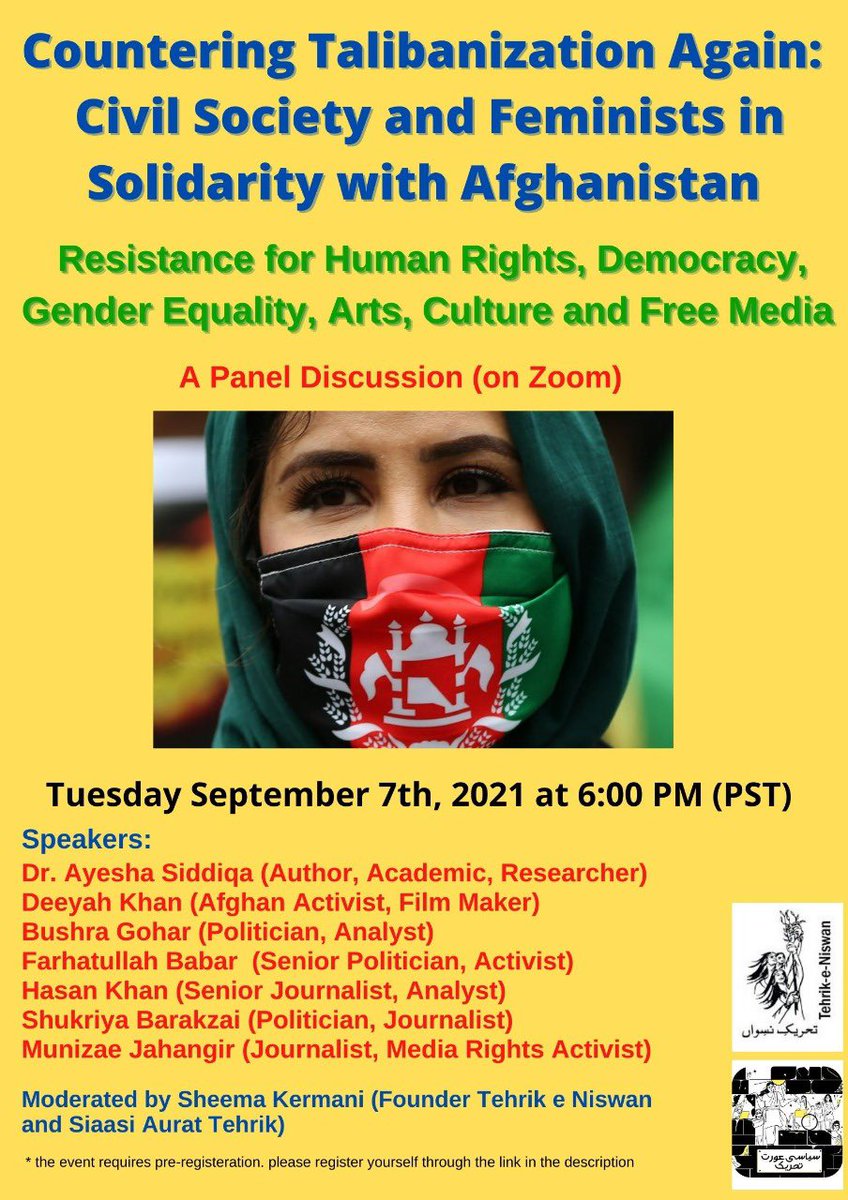 Countering Talibanization Again:
Civil Society and Feminists in
Solidarity with Afghanistan
Resistance for Human Rights, Democracy,
Gender Equality, Arts, Culture and Free Media
A Panel Discussion (on Zoom)
Tuesday September 7th, 2021 at 6:00 PM (PST)
Speakers:
Dr. Ayesha Siddiqa (Author, Academic, Researcher)
Deeyah Khan (Afghan Activist, Film Maker)
Bushra Gohar (Politician, Analyst)
Farhatullah Babar  (Senior Politician, Activist)
Hasan Khan (Senior Journalist, Analyst)
Shukriya Barakzai (Politician, Journalist)
Munizae Jahangir (Journalist, Media Rights Activist)
Tehrik-e-Niswan
تحریکِ نسواں
Moderated by Sheema Kermani (Founder Tehrik e Niswan
and Siaasi Aurat Tehrik)
سیاسی عورت
تحریک
* the event requires pre-registeration. please register yourself through the link in the description